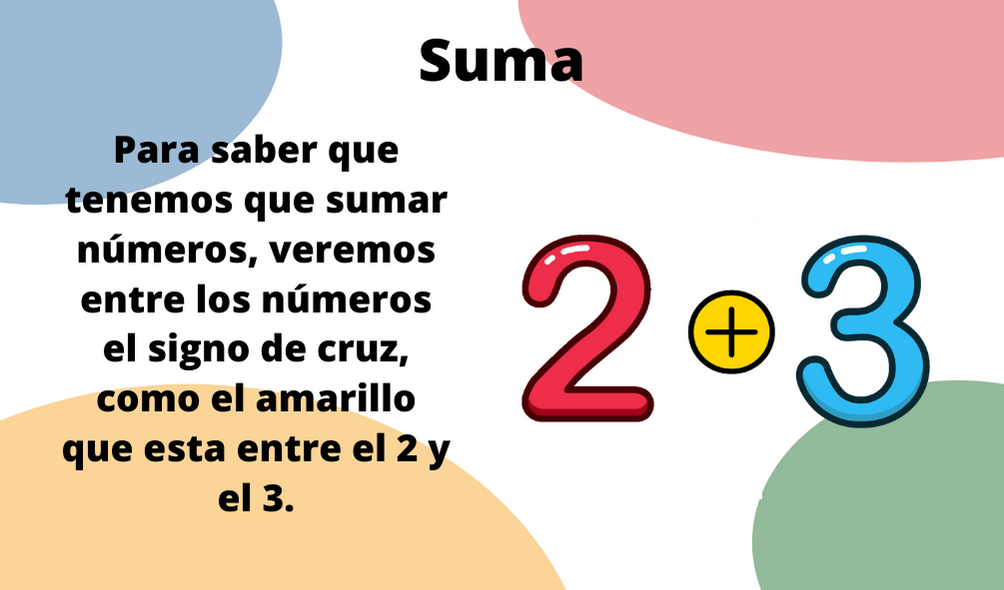 Suma
Para saber que
tenemos que sumar
números, veremos
entre los números
el signo de cruz,
como el amarillo
que esta entre el 2 y
el 3.
2 + 3